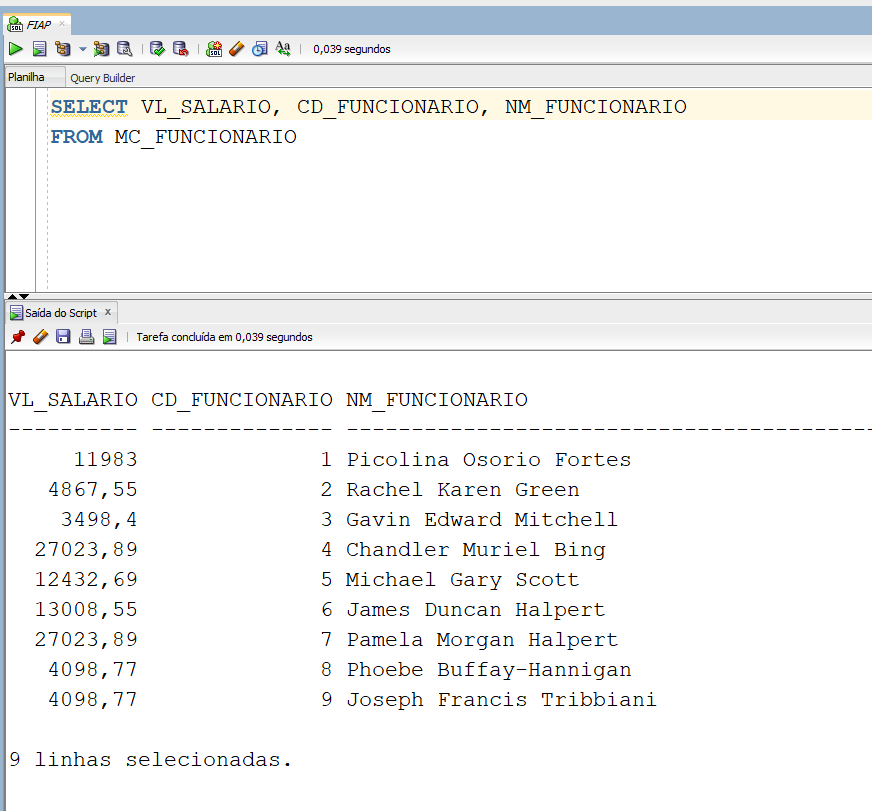 FIAP
0,039 segundos
Planilha Query Builder
SELECT VL_SALARIO, CD_FUNCIONARIO, NM_FUNCIONARIO
FROM MC_FUNCIONARIO
Saída do Script x
Tarefa concluída em 0,039 segundos
VL_SALARIO CD_FUNCIONARIO NM_FUNCIONARIO
---------- -------------- -----------------------------------------
11983 1 Picolina Osorio Fortes
4867,55 2 Rachel Karen Green
3498,4 3 Gavin Edward Mitchell
27023,89 4 Chandler Muriel Bing
12432,69 5 Michael Gary Scott
13008,55 6 James Duncan Halpert
27023,89 7 Pamela Morgan Halpert
4098,77 8 Phoebe Buffay-Hannigan
4098,77 9 Joseph Francis Tribbiani
9 linhas selecionadas.